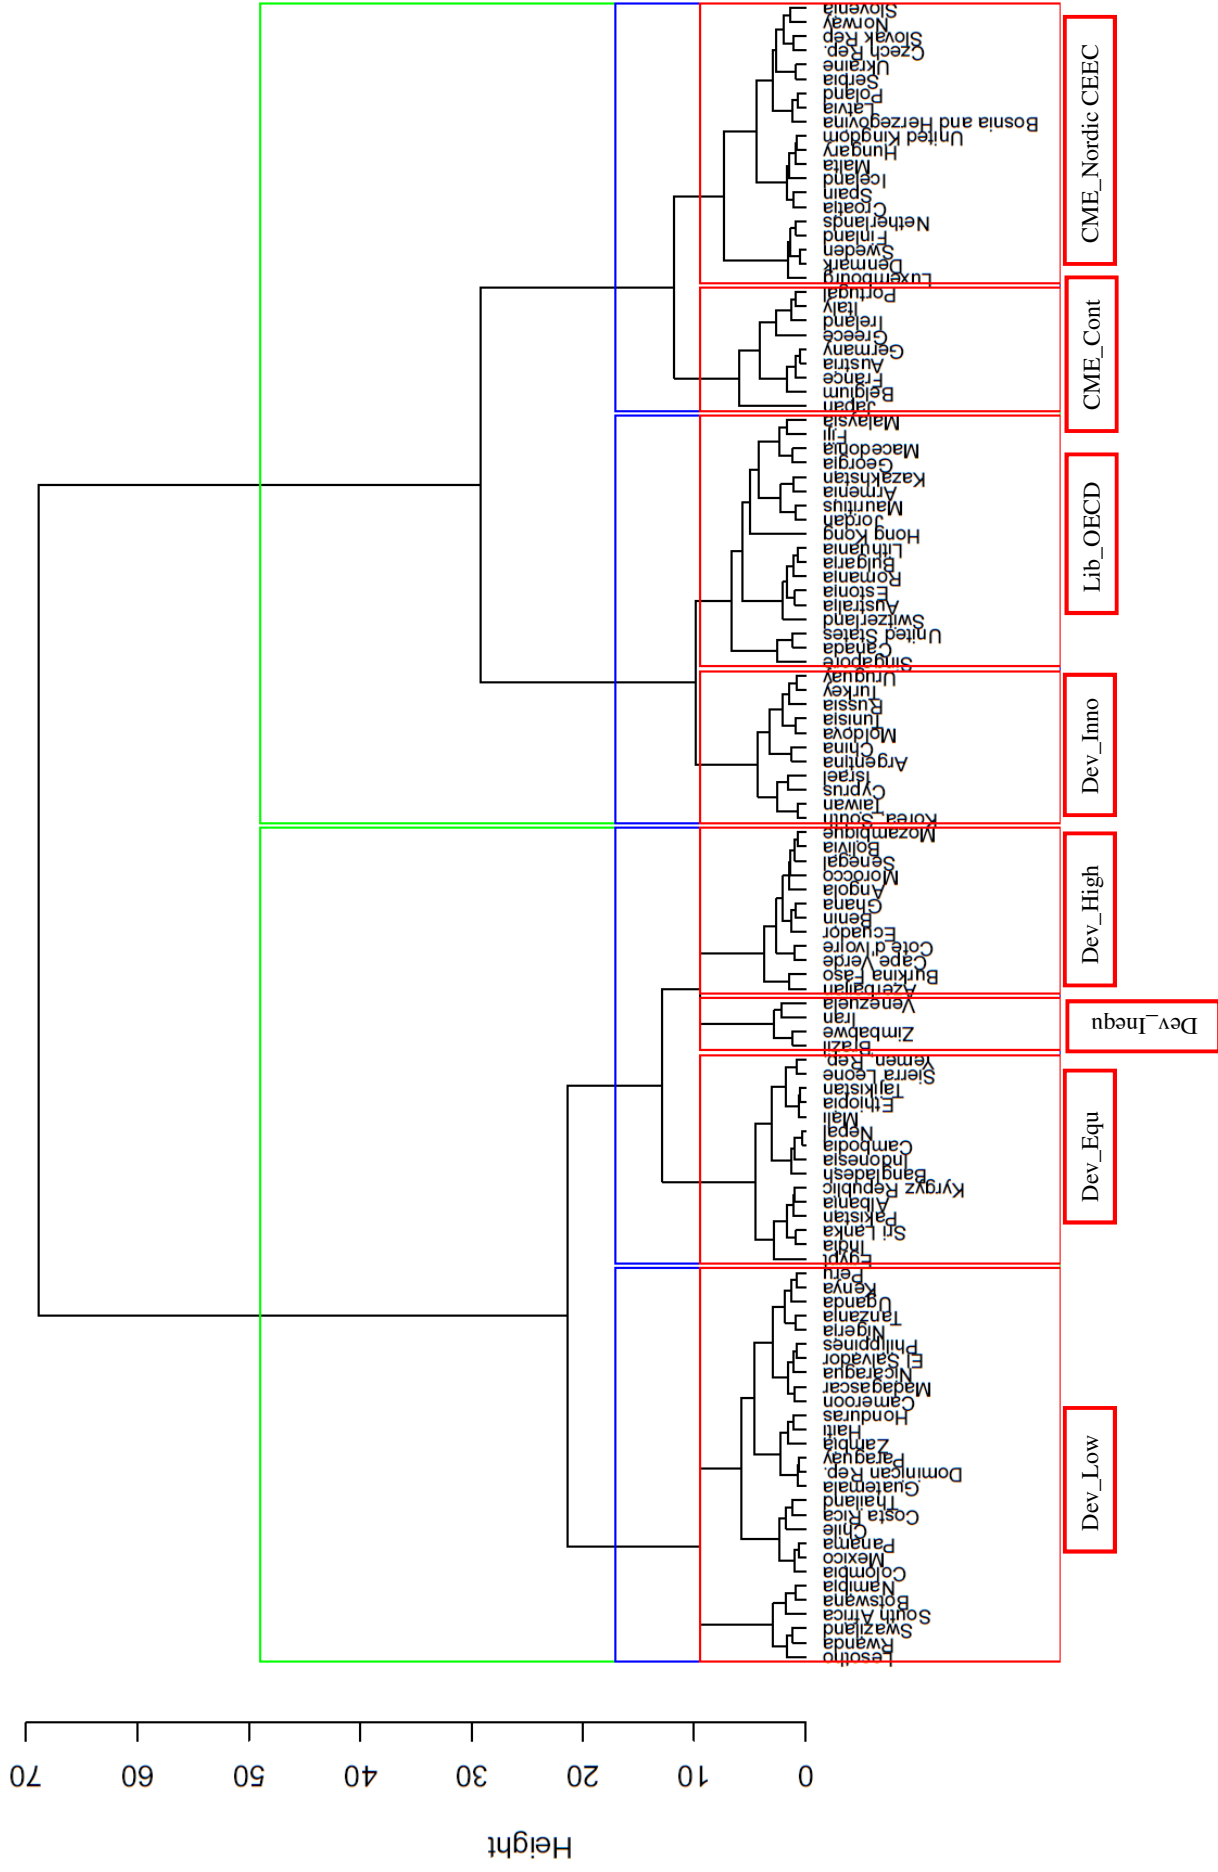 Slovenia
Norway
Slovak Rep.
Czech Rep.
Ukraine
Serbia
Poland
Latvia
Bosnia and Herzegovina
United Kingdom
Hungary
Malta
Iceland
Spain
Croatia
Netherlands
Finland
Sweden
Denmark
Luxembourg
Portugal
Italy
Ireland
Greece
Germany
Austria
France
Belgium
Japan
Malaysia
Fiji
Macedonia
Georgia
Kazakhstan
Armenia
Mauritius
Jordan
Hong Kong
Lithuania
Bulgaria
Romania
Estonia
Australia
Switzerland
United States
Canada
Singapore
Uruguay
Turkey
Russia
Tunisia
Moldova
China
Argentina
Israel
Cyprus
Taiwan
Korea, South
Mozambique
Bolivia
Senegal
Morocco
Angola
Ghana
Benin
Ecuador
Cote d'Ivoire
Cape Verde
Burkina Faso
Azerbaijan
Venezuela
Iran
Zimbabwe
Brazil
Yemen, Rep.
Sierra Leone
Tajikistan
Ethiopia
Mali
Nepal
Cambodia
Indonesia
Bangladesh
Kyrgyz Republic
Albania
Pakistan
Sri Lanka
India
Egypt
Peru
Kenya
Uganda
Tanzania
Nigeria
Philippines
El Salvador
Nicaragua
Madagascar
Cameroon
Honduras
Haiti
Zambia
Paraguay
Dominican Rep.
Guatemala
Thailand
Costa Rica
Chile
Panama
Mexico
Colombia
Namibia
Botswana
South Africa
Swaziland
Rwanda
Lesotho
CME_Nordic CEEC
CME_Cont
Lib_OECD
Dev_Inno
Dev_High
Dev_Inequ
Dev_Equ
Dev_Low
70
60
50
40
30
20
10
0
Height